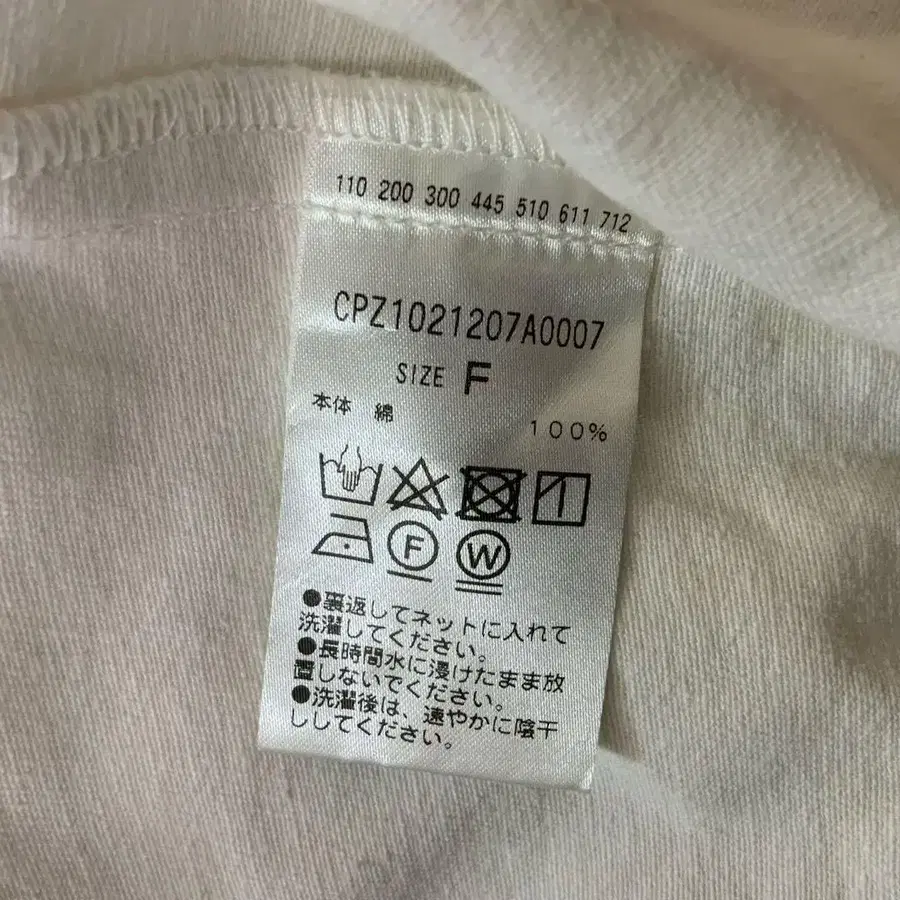 110 200 300 445 510 611 712
CPZ1021207A0007
SIZE F
本体 綿 100%
F W
●裏返してネットに入れて
洗濯してください。
●長時間水に浸けたまま放
置しないでください。
●洗濯後は、速やかに陰干
ししてください。